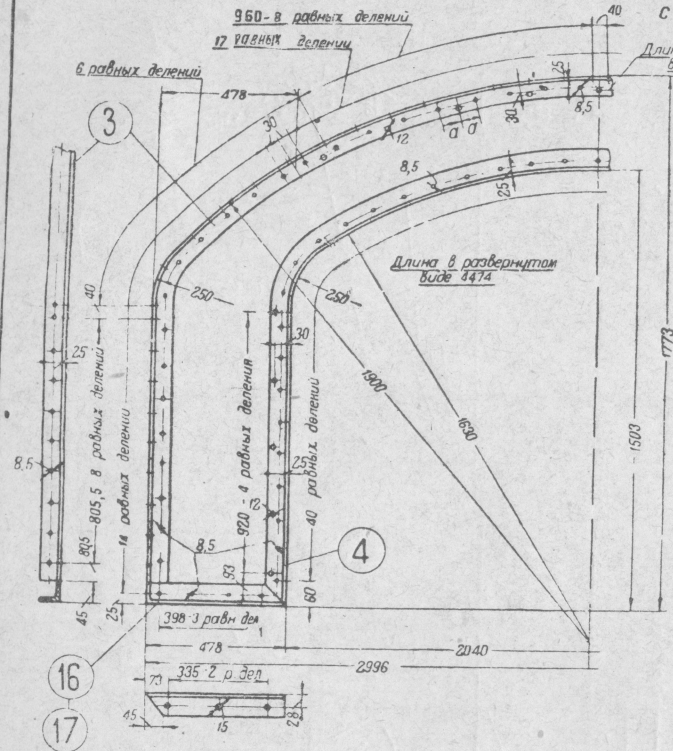 960-8 равных делений
40
С
17 равных делений
6 равных делений
478
30
25
8,5
3
12
а а
30
8,5
25
Длина в развернутом
виде 4474
250
250
40
30
25
8,5
805,5 8 равных делений
14 равных делений
920 - 4 равных деления
40 равных делений
25
12
1900
1630
1503
1773
8,5
4
93
805
45
25
60
398-3 равн дел
478
2040
2996
16
17
73
335-2 р дел
45
15
28